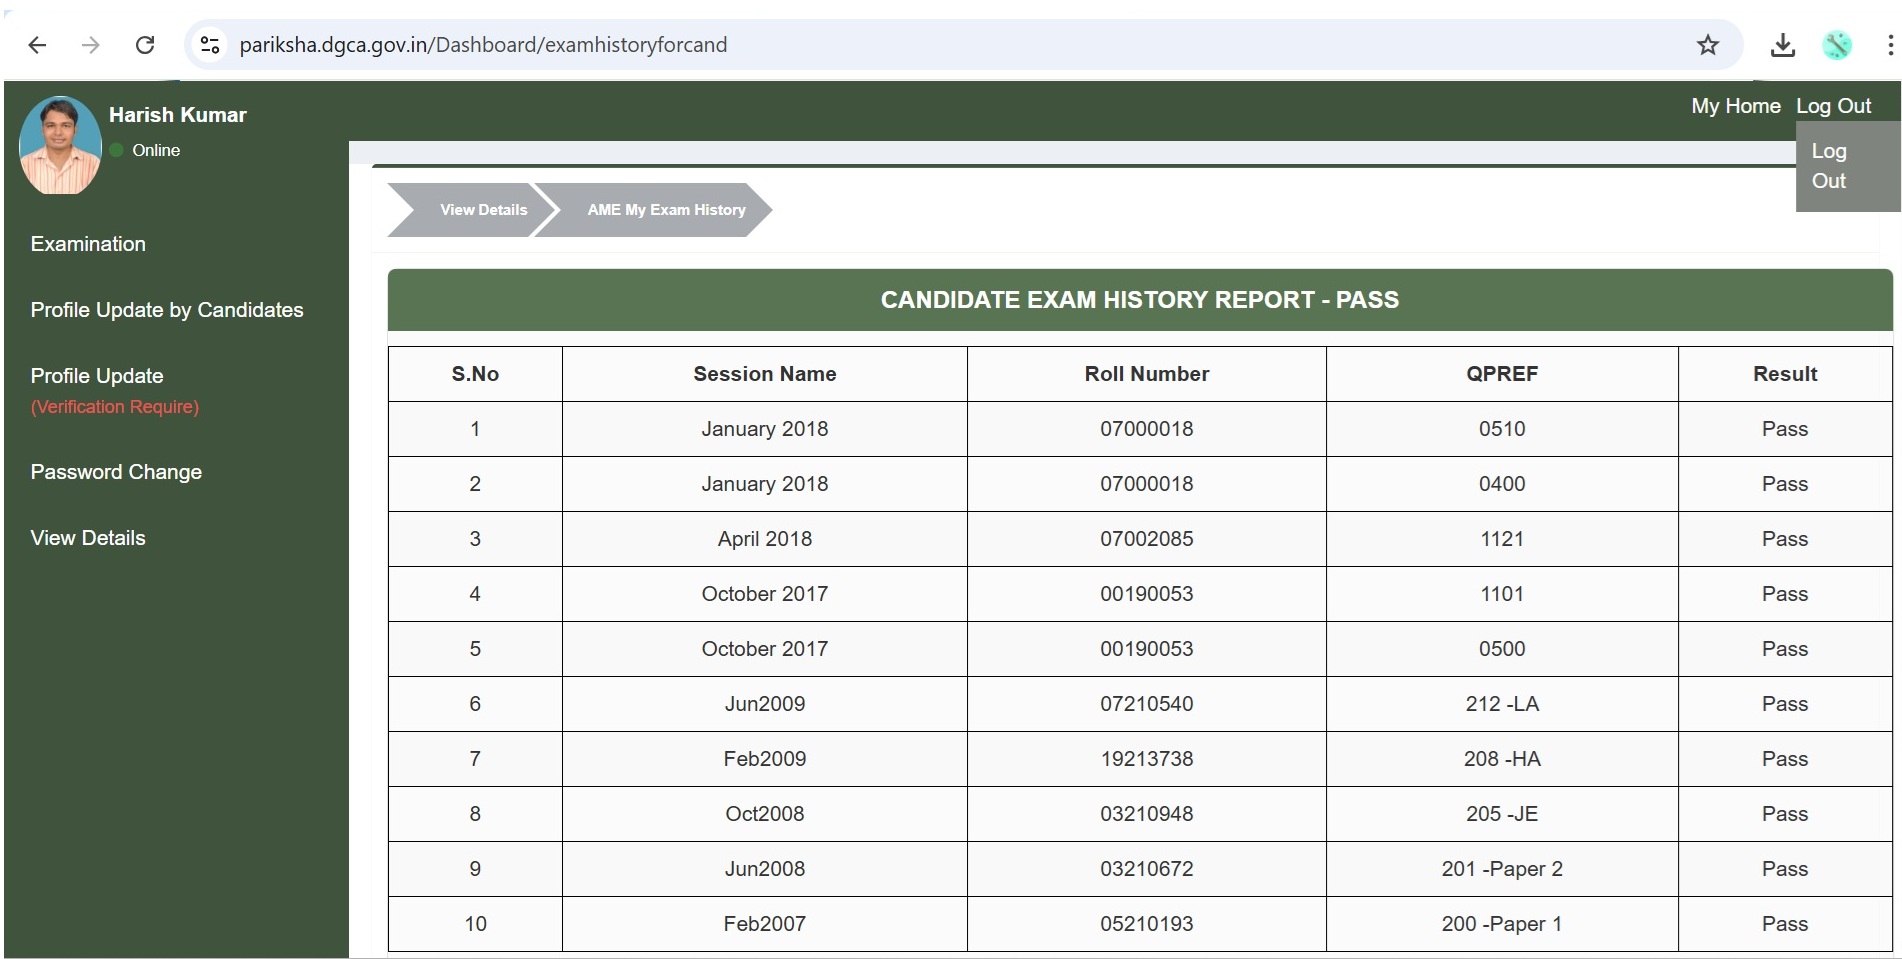 pariksha.dgca.gov.in/Dashboard/examhistoryforcand
Harish Kumar
Online
My Home Log Out
Log
Out
Examination
Profile Update by Candidates
Profile Update
(Verification Require)
Password Change
View Details
View Details AME My Exam History
CANDIDATE EXAM HISTORY REPORT - PASS
S.No Session Name Roll Number QPREF Result
1 January 2018 07000018 0510 Pass
2 January 2018 07000018 0400 Pass
3 April 2018 07002085 1121 Pass
4 October 2017 00190053 1101 Pass
5 October 2017 00190053 0500 Pass
6 Jun2009 07210540 212 -LA Pass
7 Feb2009 19213738 208 -HA Pass
8 Oct2008 03210948 205 -JE Pass
9 Jun2008 03210672 201 -Paper 2 Pass
10 Feb2007 05210193 200 -Paper 1 Pass